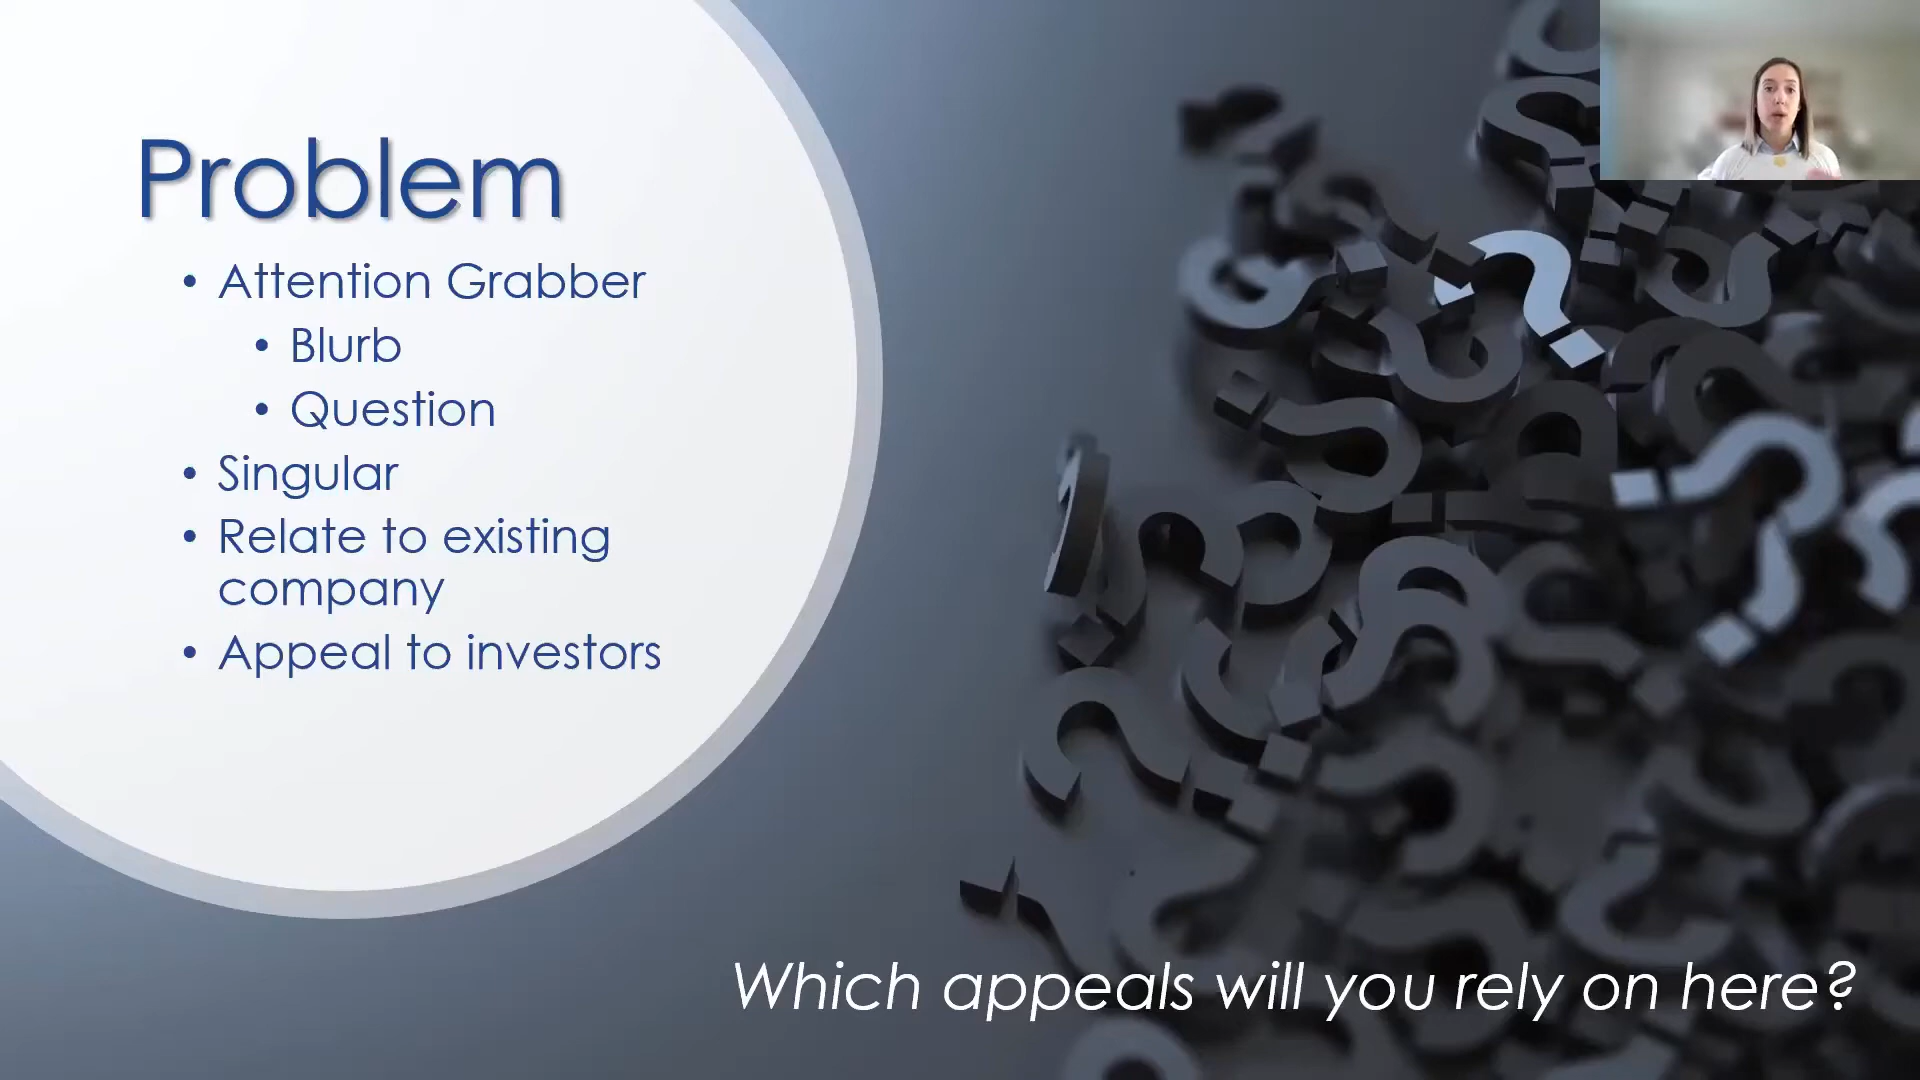 Problem
• Attention Grabber
• Blurb
• Question
• Singular
• Relate to existing
company
• Appeal to investors
Which appeals will you rely on here?